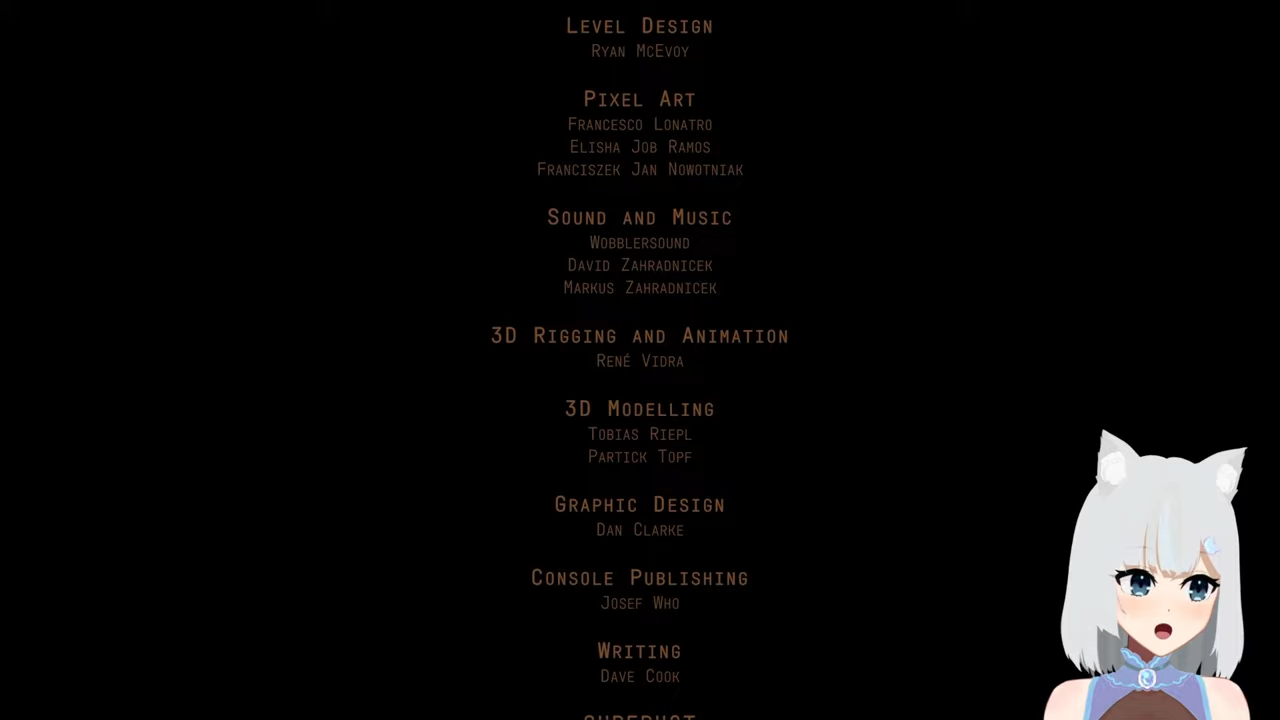 Level Design
Ryan McEvoy
Pixel Art
Francesco Lonatro
Elisha Job Ramos
Franciszek Jan Nowotniak
Sound and Music
Wobblersound
David Zahradnicek
Markus Zahradnicek
3D Rigging and Animation
René Vidra
3D Modelling
Tobias Riepl
Partick Topf
Graphic Design
Dan Clarke
Console Publishing
Josef Who
Writing
Dave Cook